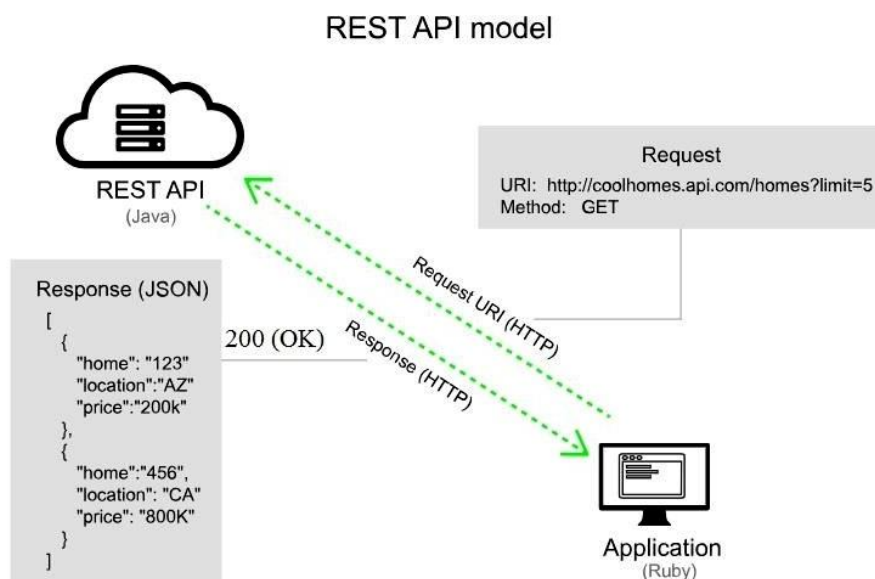 REST API model
REST API
(Java)
Request
URI: http://coolhomes.api.com/homes?limit=5
Method: GET
Request URI (HTTP)
Response (HTTP)
200 (OK)
Response (JSON)
[
{
"home": "123"
"location":"AZ"
"price":"200k"
},
{
"home":"456",
"location": "CA"
"price": "800K"
}
]
Application
(Ruby)